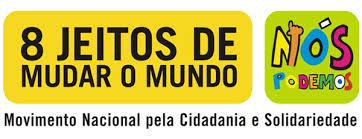 8 JEITOS DE
MUDAR O MUNDO
NÓS
PODEMOS
Movimento Nacional pela Cidadania e Solidariedade